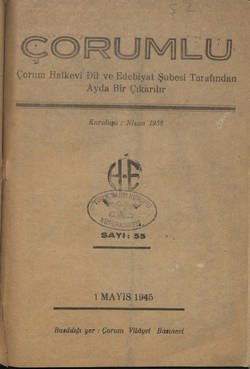 ÇORUMLU
Çorum Halkevi Dil ve Edebiyat Şubesi Tarafından
Ayda Bir Çıkarılır
Kuruluşu : Nisan 1938
SAYI: 55
1 MAYIS 1945
Basıldığı yer : Çorum Vilâyet Basımevi